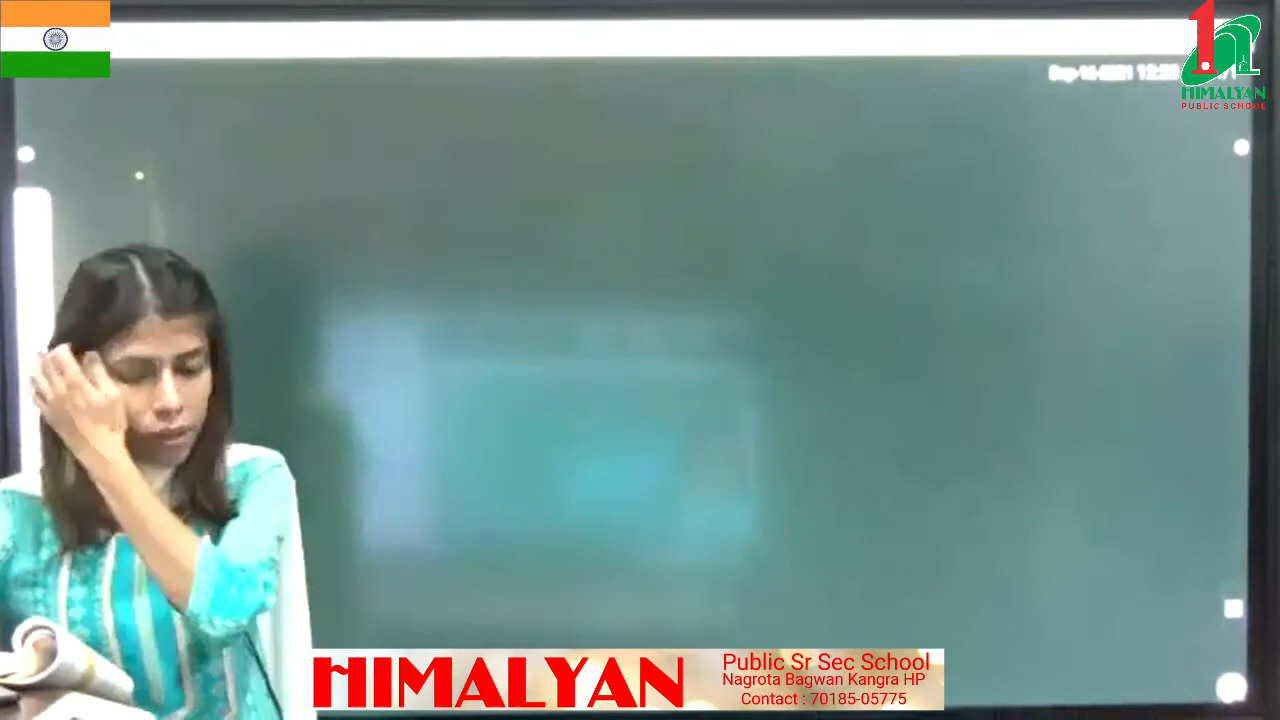 HIMALYAN
PUBLIC SCHOOL
HIMALYAN
Public Sr Sec School
Nagrota Bagwan Kangra HP
Contact : 70185-05775